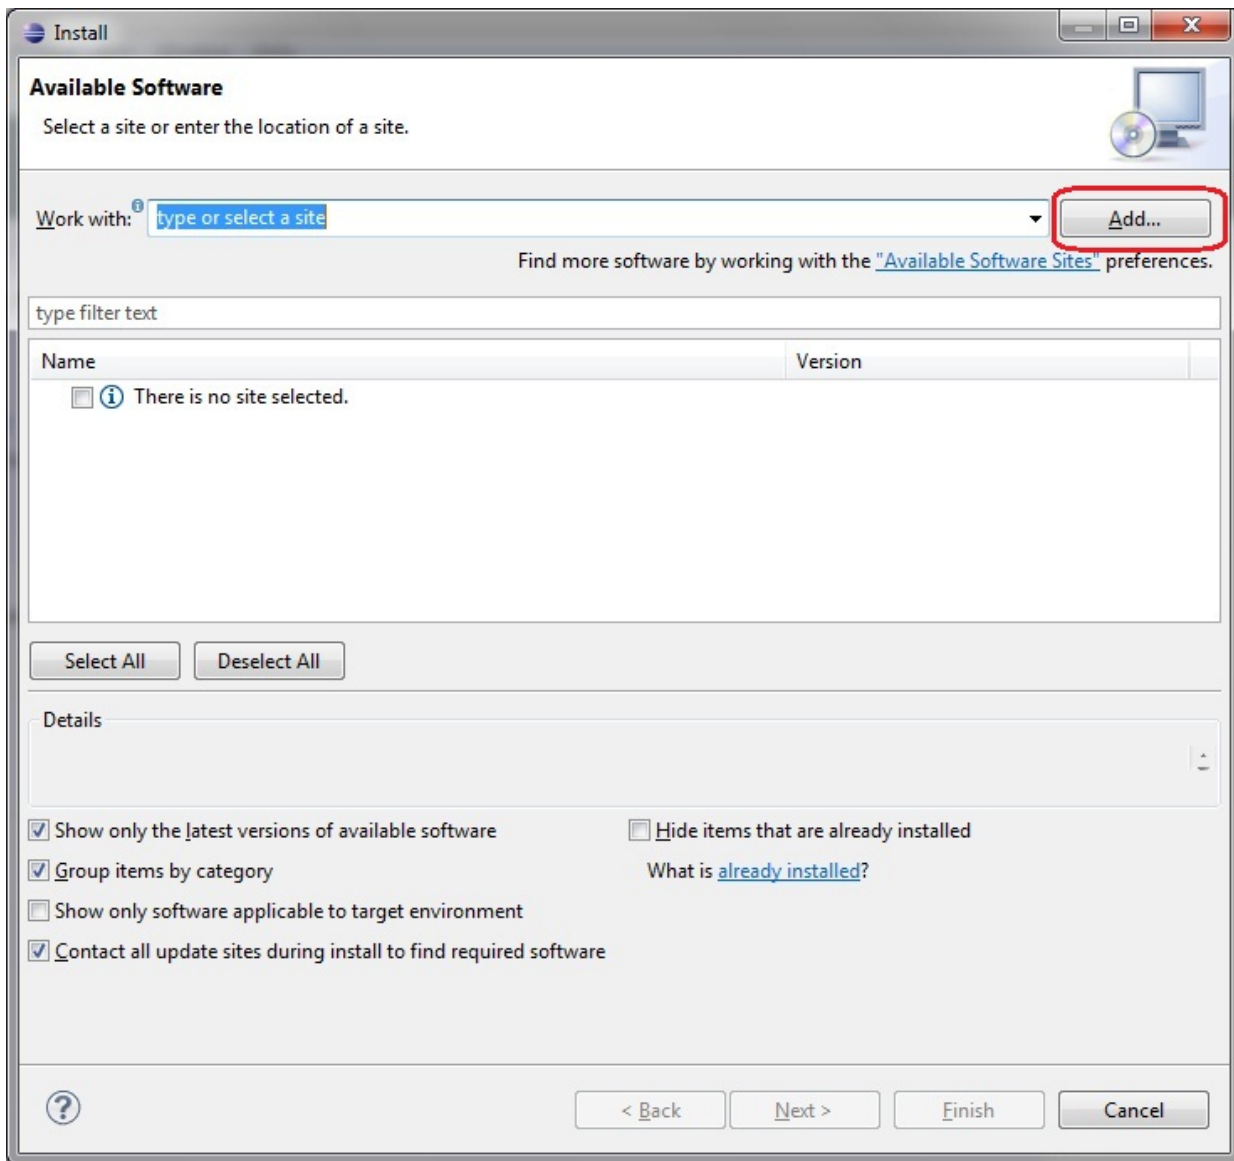 Install
Available Software
Select a site or enter the location of a site.
Work with: type or select a site Add...
Find more software by working with the "Available Software Sites" preferences.
type filter text
Name Version
There is no site selected.
Select All Deselect All
Details
Show only the latest versions of available software Hide items that are already installed
Group items by category What is already installed?
Show only software applicable to target environment
Contact all update sites during install to find required software
< Back Next > Finish Cancel